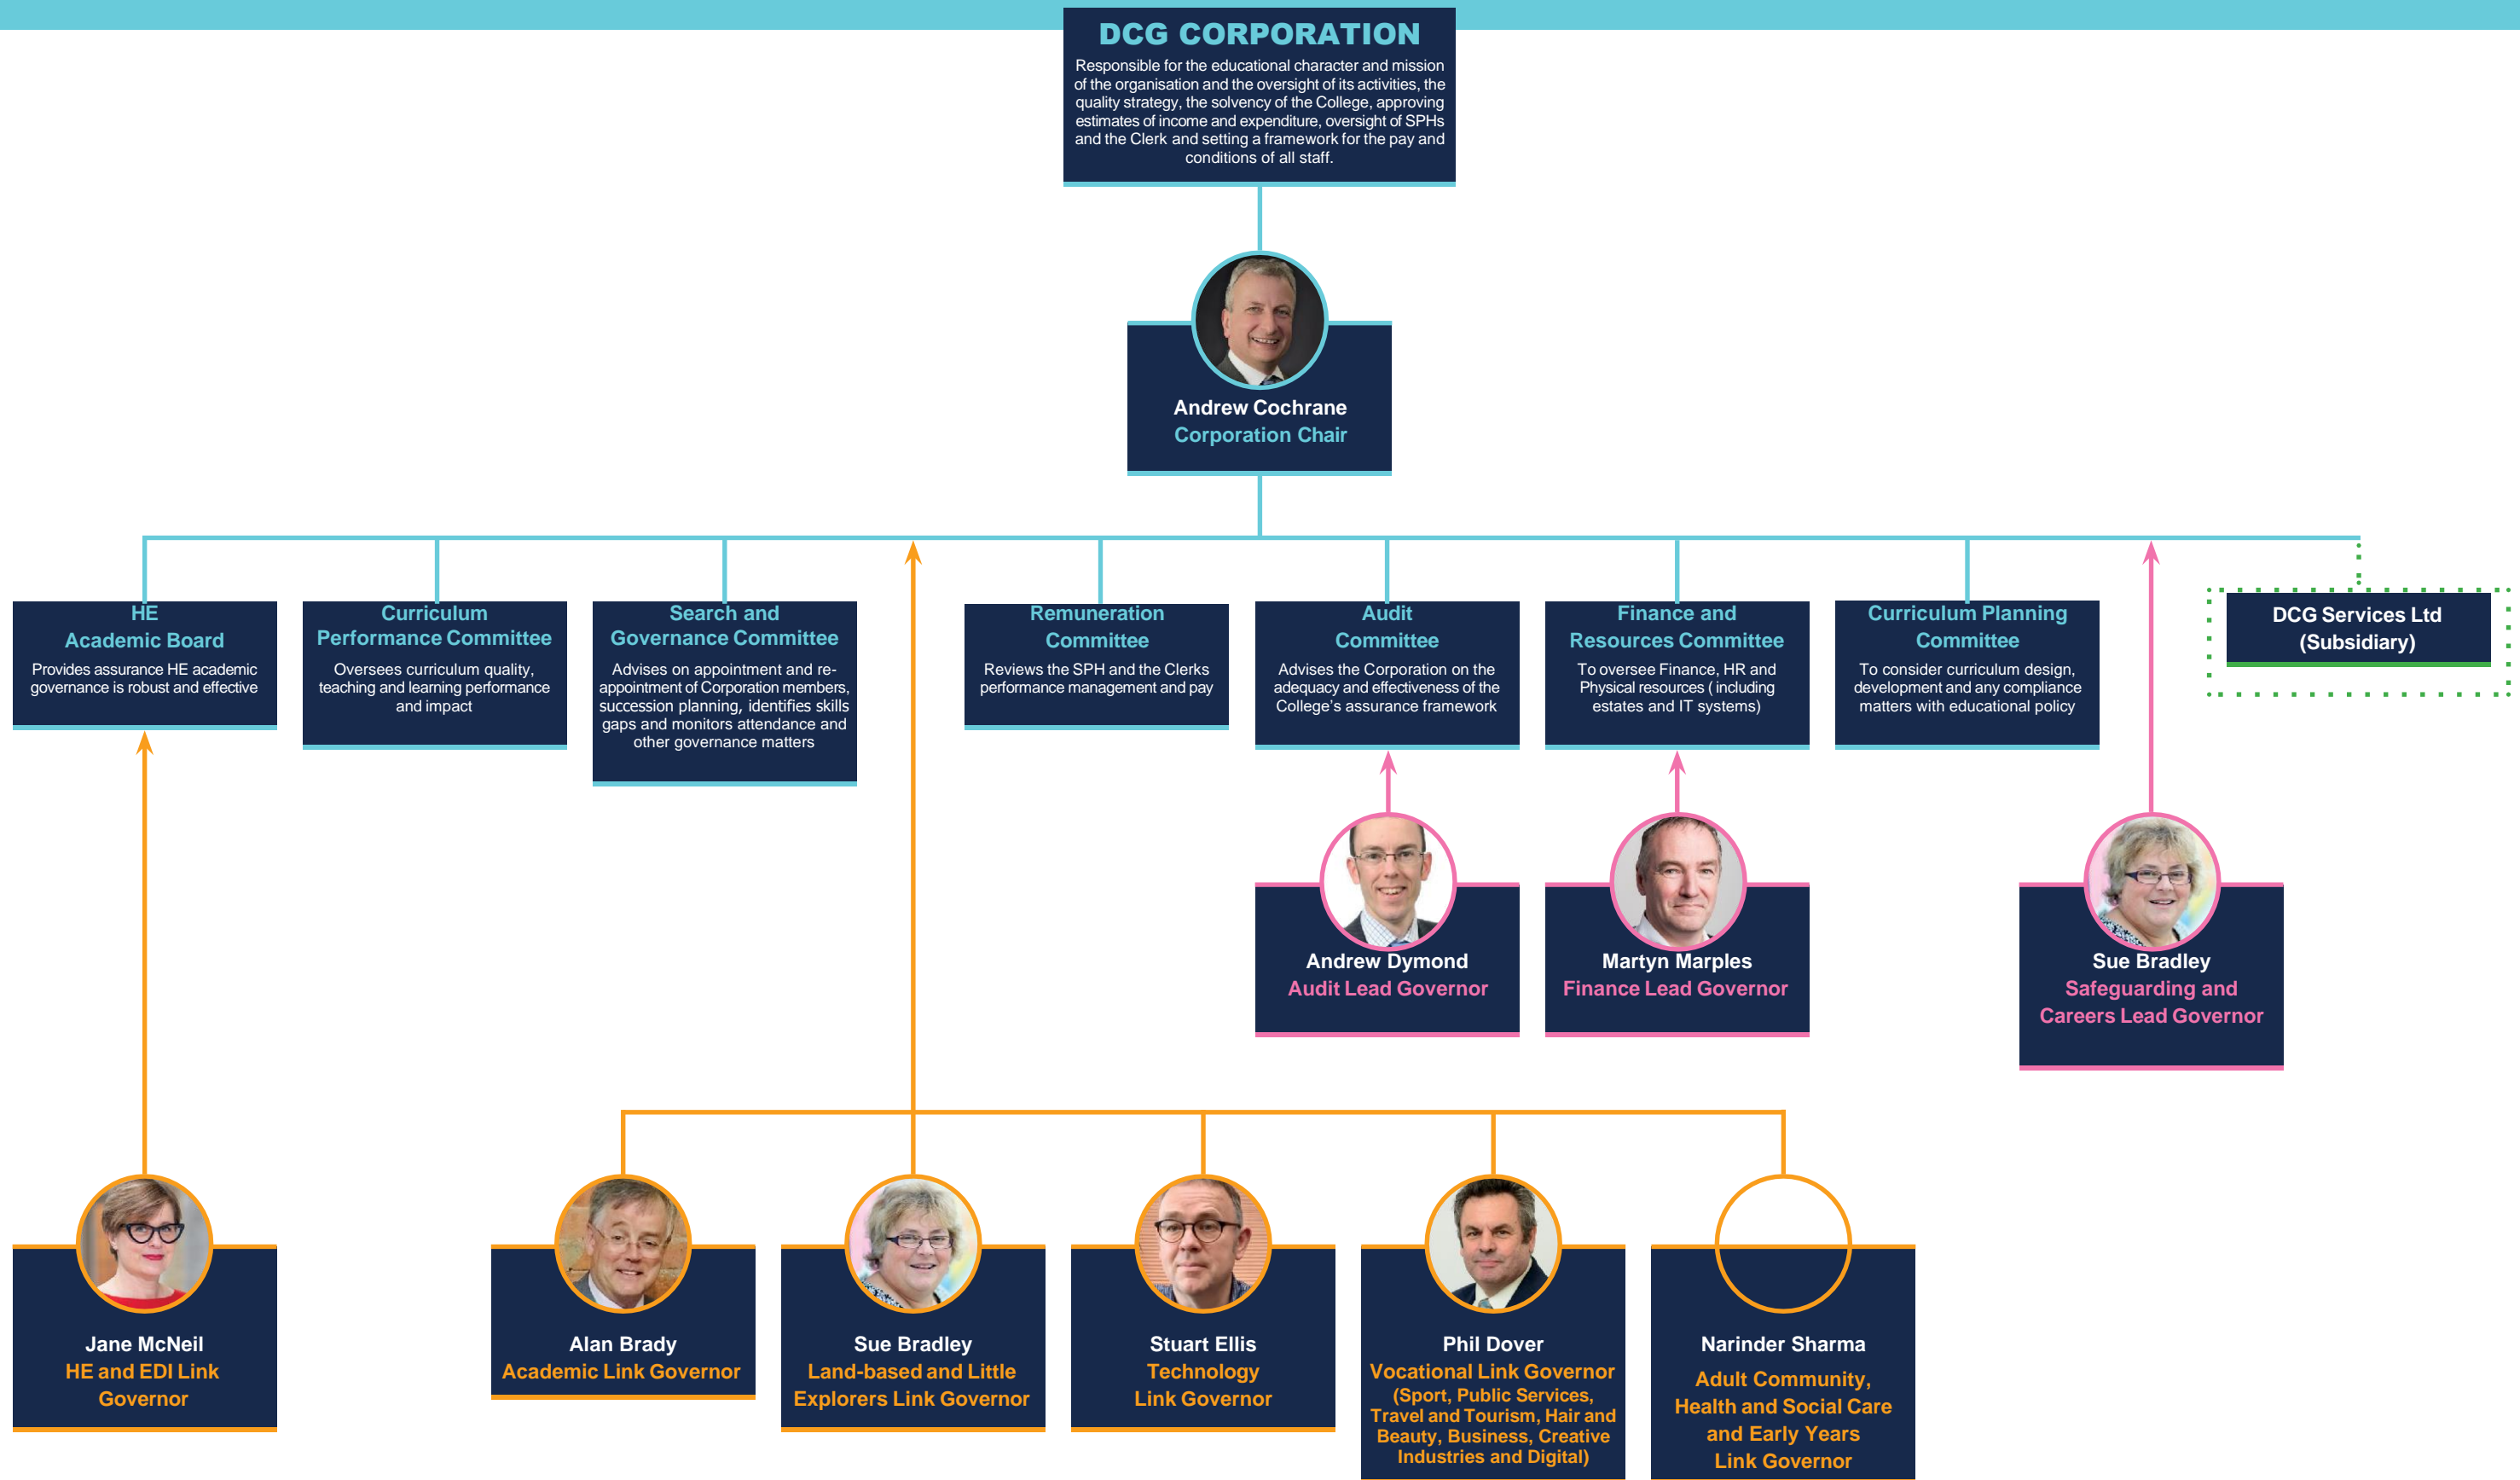 DCG CORPORATION
Responsible for the educational character and mission
of the organisation and the oversight of its activities, the
quality strategy, the solvency of the College, approving
estimates of income and expenditure, oversight of SPHs
and the Clerk and setting a framework for the pay and
conditions of all staff.
Andrew Cochrane
Corporation Chair
HE
Academic Board
Provides assurance HE academic
governance is robust and effective
Curriculum
Performance Committee
Oversees curriculum quality,
teaching and learning performance
and impact
Search and
Governance Committee
Advises on appointment and re-
appointment of Corporation members,
succession planning, identifies skills
gaps and monitors attendance and
other governance matters
Remuneration
Committee
Reviews the SPH and the Clerks
performance management and pay
Audit
Committee
Advises the Corporation on the
adequacy and effectiveness of the
College's assurance framework
Finance and
Resources Committee
To oversee Finance, HR and
Physical resources ( including
estates and IT systems)
Curriculum Planning
Committee
To consider curriculum design,
development and any compliance
matters with educational policy
DCG Services Ltd
(Subsidiary)
Andrew Dymond
Audit Lead Governor
Martyn Marples
Finance Lead Governor
Sue Bradley
Safeguarding and
Careers Lead Governor
Jane McNeil
HE and EDI Link
Governor
Alan Brady
Academic Link Governor
Sue Bradley
Land-based and Little
Explorers Link Governor
Stuart Ellis
Technology
Link Governor
Phil Dover
Vocational Link Governor
(Sport, Public Services,
Travel and Tourism, Hair and
Beauty, Business, Creative
Industries and Digital)
Narinder Sharma
Adult Community,
Health and Social Care
and Early Years
Link Governor